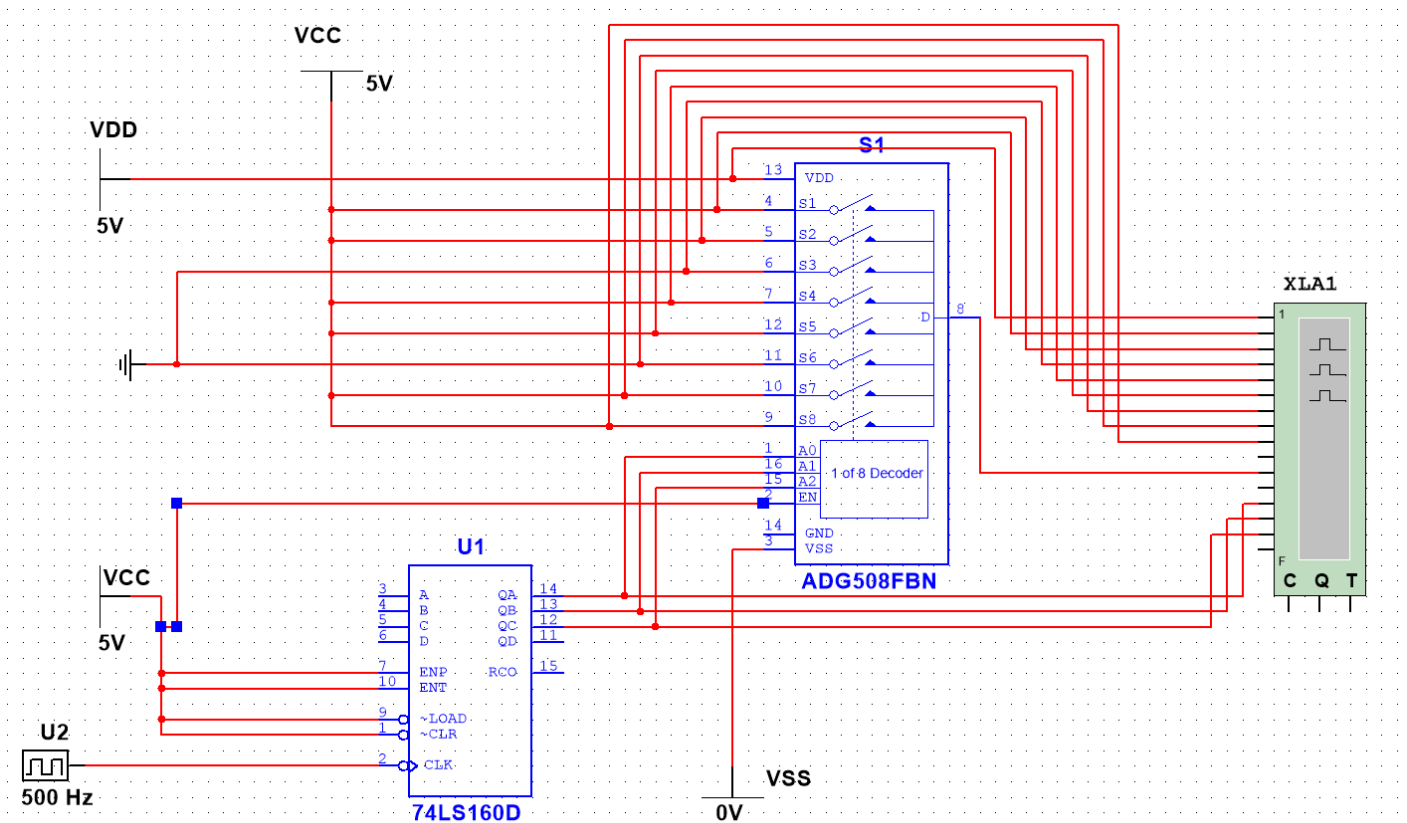 VCC
5V
VDD
5V
S1
13 VDD
4 S1
5 S2
6 S3
7 S4
12 S5
11 S6
10 S7
9 S8
D 8
1 A0
16 A1
15 A2
2 EN
1 of 8 Decoder
14 GND
3 VSS
ADG508FBN
XLA1
1
F
C Q T
U1
VCC
5V
3 A QA 14
4 B QB 13
5 C QC 12
6 D QD 11
7 ENP RCO 15
10 ENT
9 ~LOAD
1 ~CLR
2 CLK
74LS160D
U2
500 Hz
VSS
0V